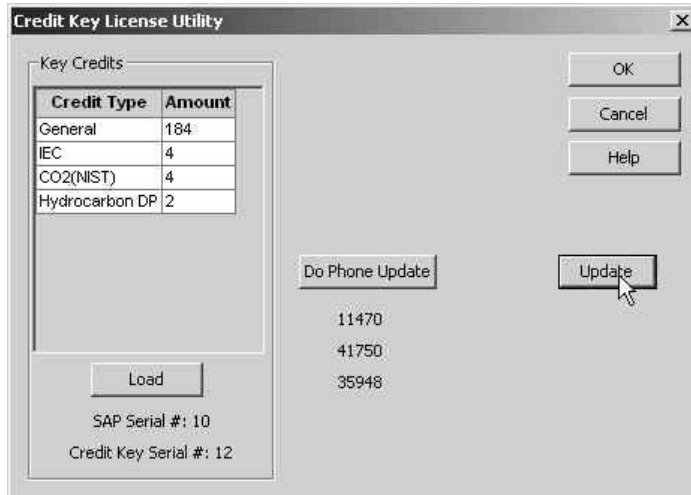 Credit Key License Utility
Key Credits
Credit Type Amount
General 184
IEC 4
CO2(NIST) 4
Hydrocarbon DP 2
Load
SAP Serial #: 10
Credit Key Serial #: 12
Do Phone Update
11470
41750
35948
OK
Cancel
Help
Update